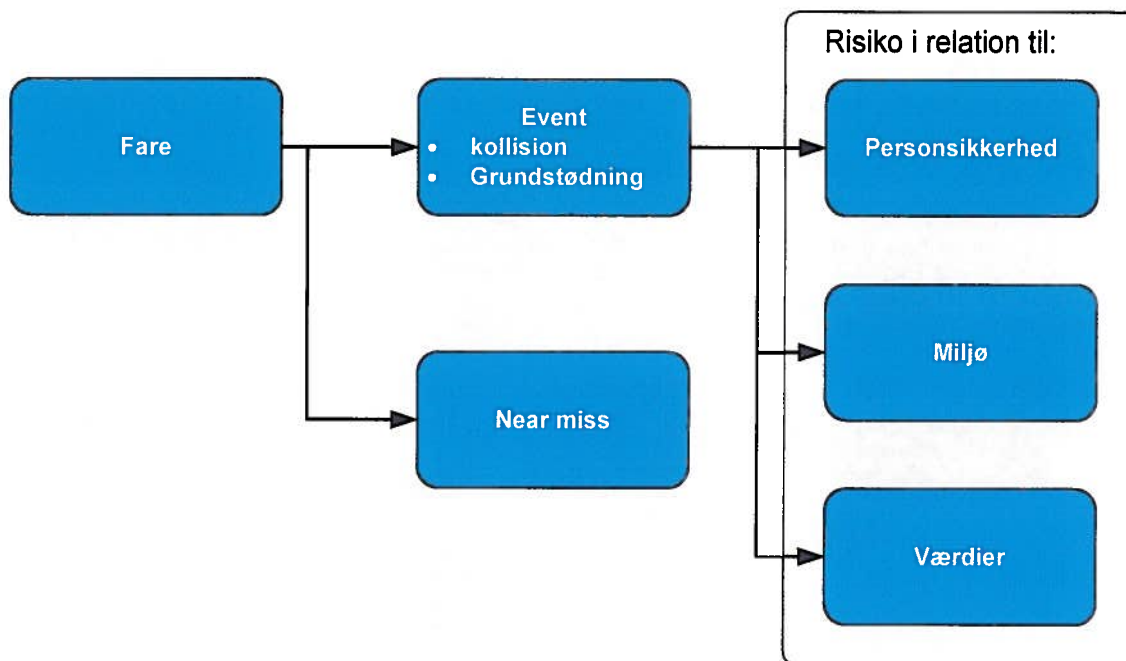 Risiko i relation til:
Fare
Event
• kollision
• Grundstødning
Personsikkerhed
Near miss
Miljø
Værdier